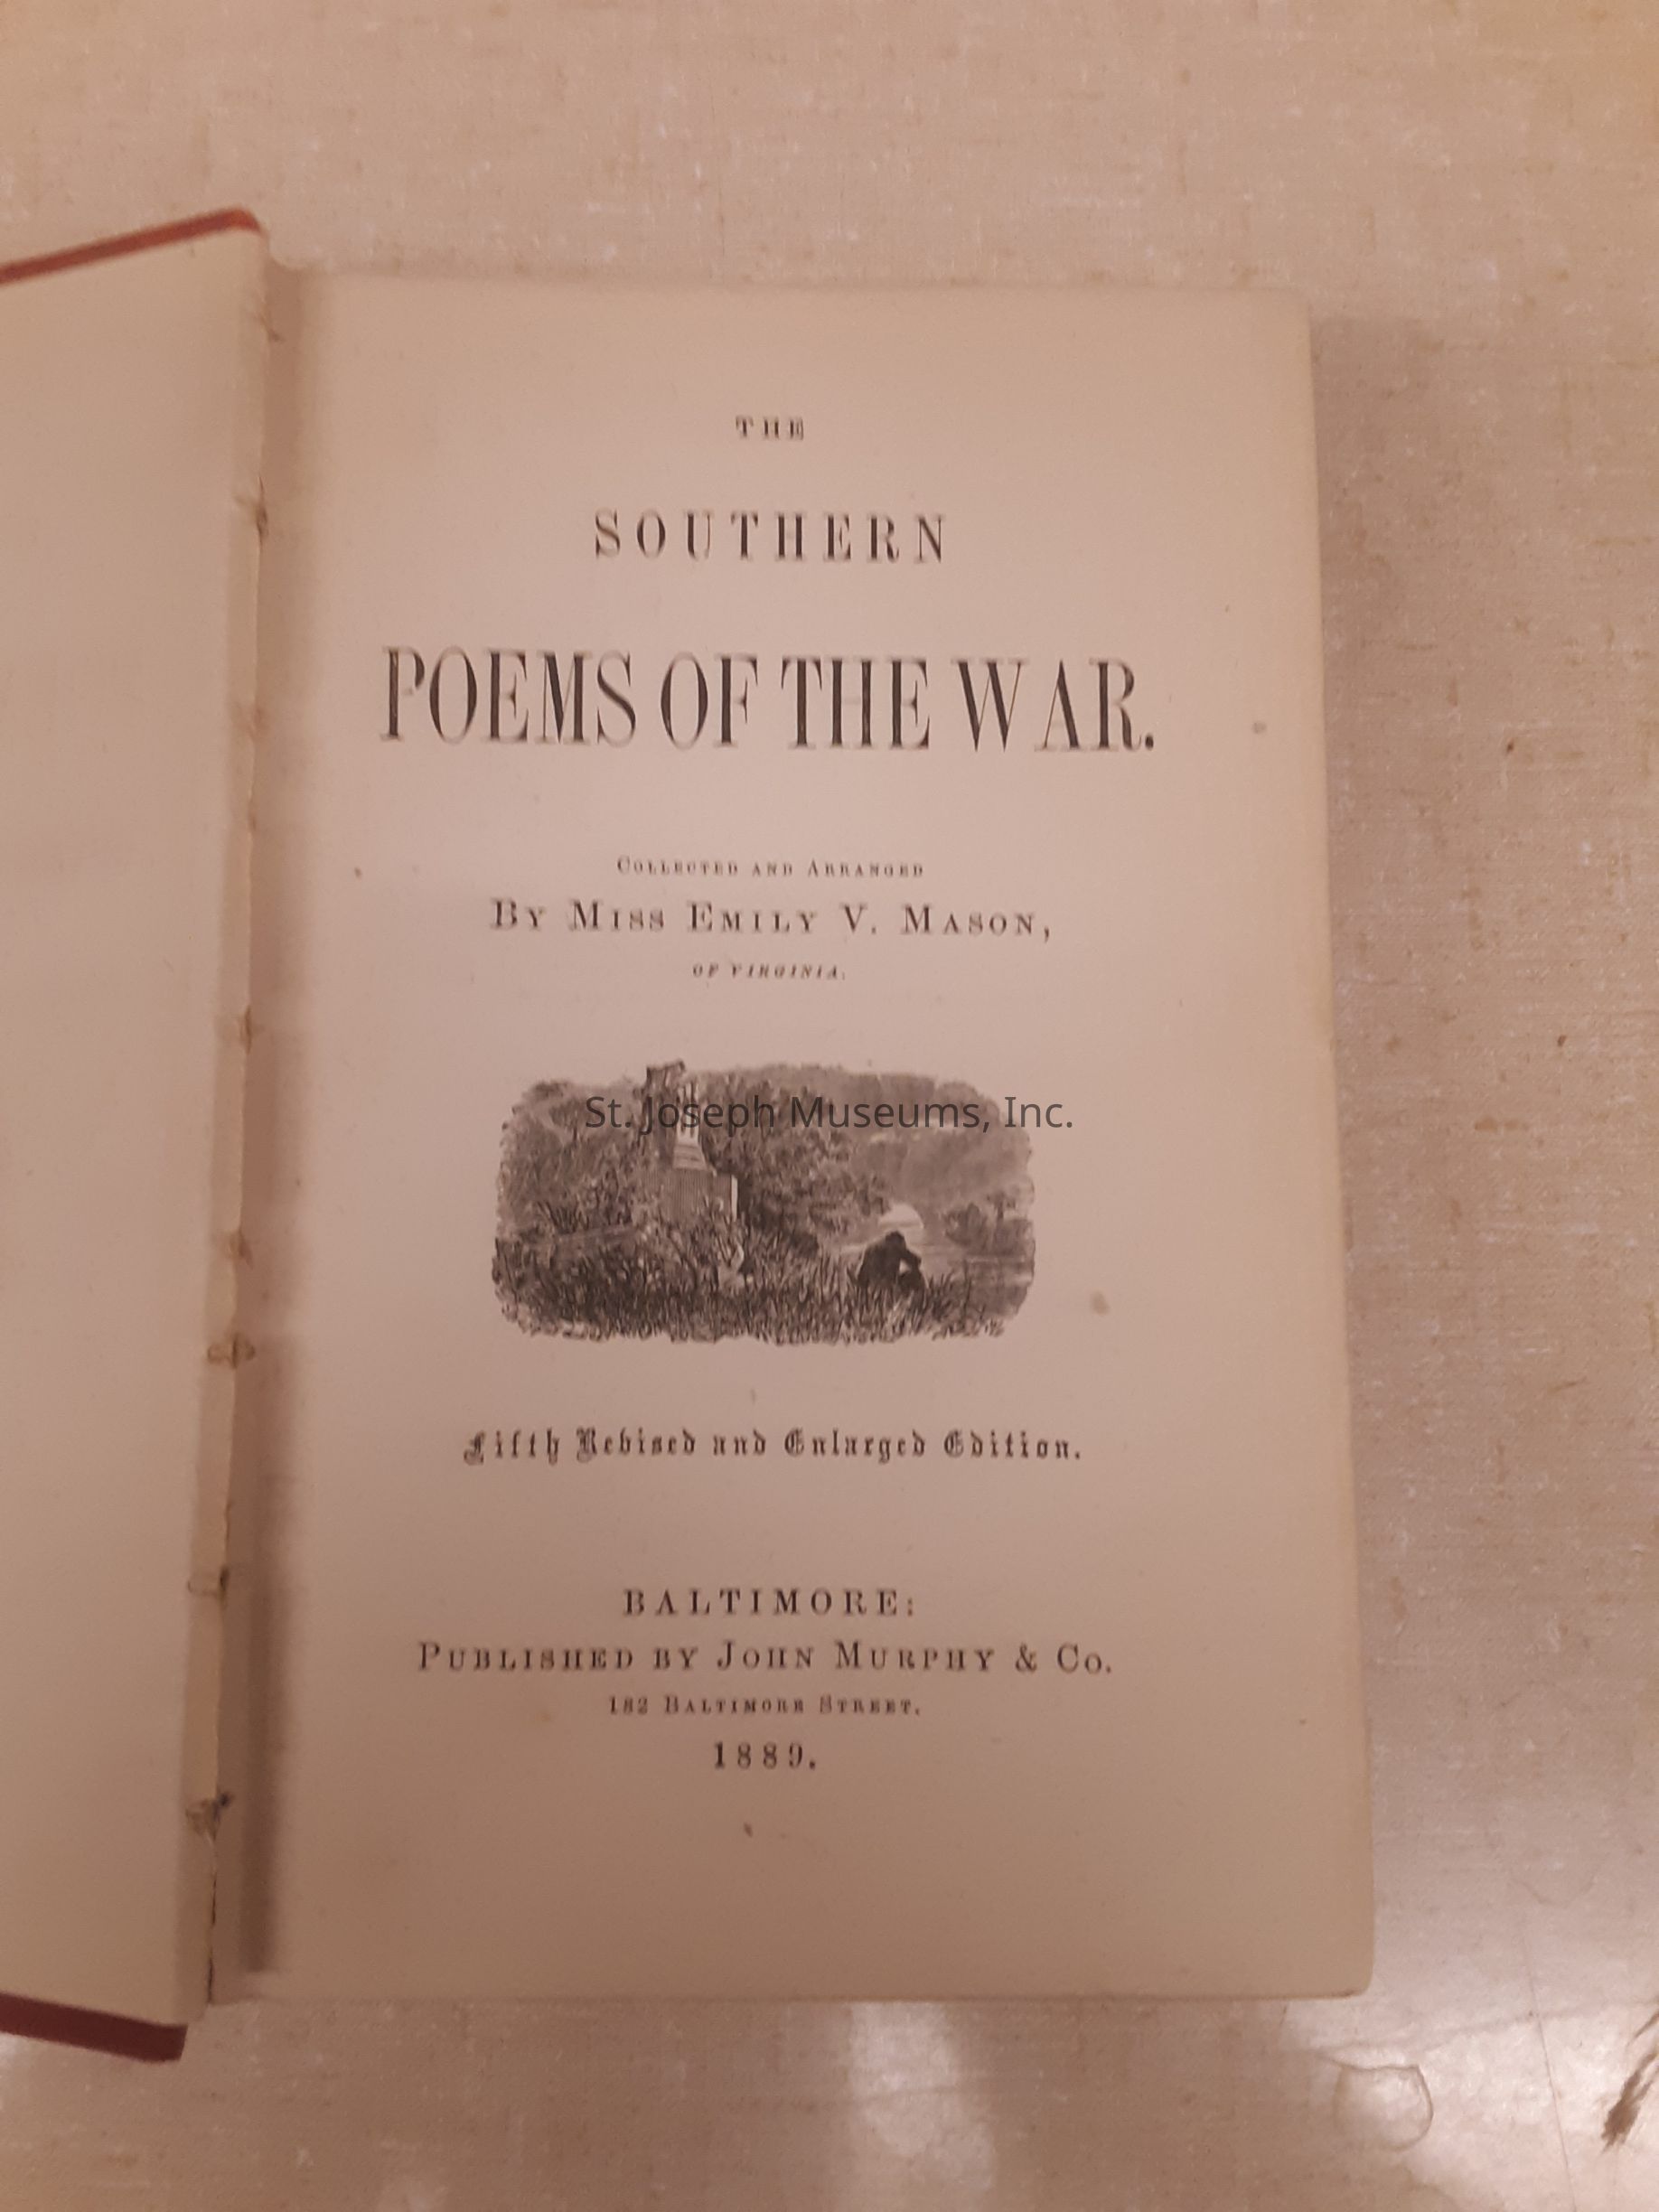 THE
SOUTHERN
POEMS OF THE WAR.
COLLECTED AND ARRANGED
BY MISS EMILY V. MASON,
OF VIRGINIA.
St. Joseph Museums, Inc.
Fifth Revised and Enlarged Edition.
BALTIMORE:
PUBLISHED BY JOHN MURPHY & CO.
182 BALTIMORE STREET.
1889.